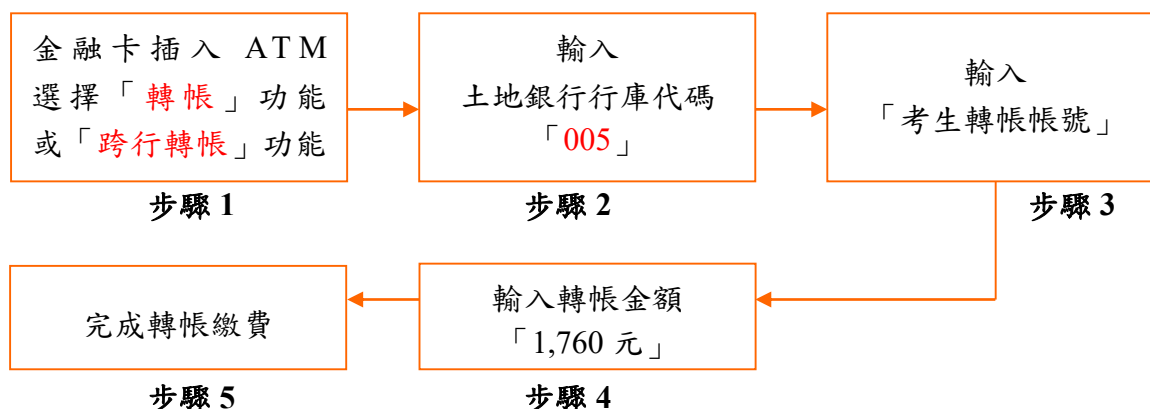 金融卡插入 ATM
選擇「轉帳」功能
或「跨行轉帳」功能
步驟 1
輸入
土地銀行行庫代碼
「005」
步驟 2
輸入
「考生轉帳帳號」
步驟 3
輸入轉帳金額
「1,760 元」
步驟 4
完成轉帳繳費
步驟 5